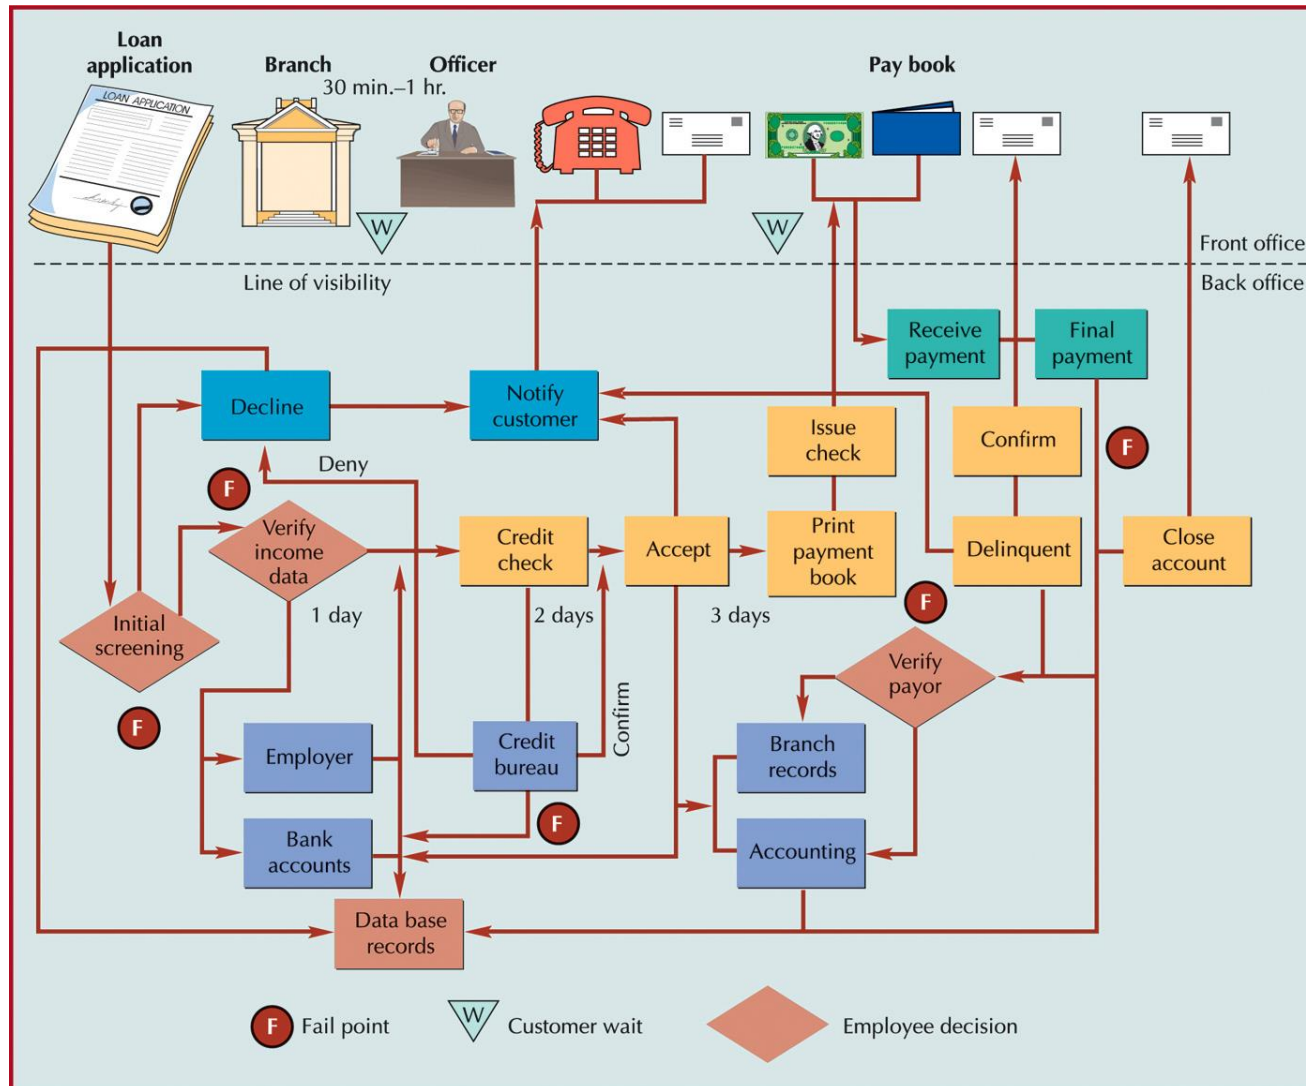 Loan
application
Branch
Officer
30 min.–1 hr.
Pay book
LOAN APPLICATION
W
W
Front office
Line of visibility
Back office
Receive
payment
Final
payment
Decline
Notify
customer
Issue
check
Confirm
F
Deny
F
Verify
income
data
Credit
check
Accept
Print
payment
book
Delinquent
Close
account
1 day
2 days
3 days
F
Initial
screening
Verify
payor
F
Confirm
Employer
Credit
bureau
Branch
records
F
Bank
accounts
Accounting
Data base
records
F
Fail point
W
Customer wait
Employee decision